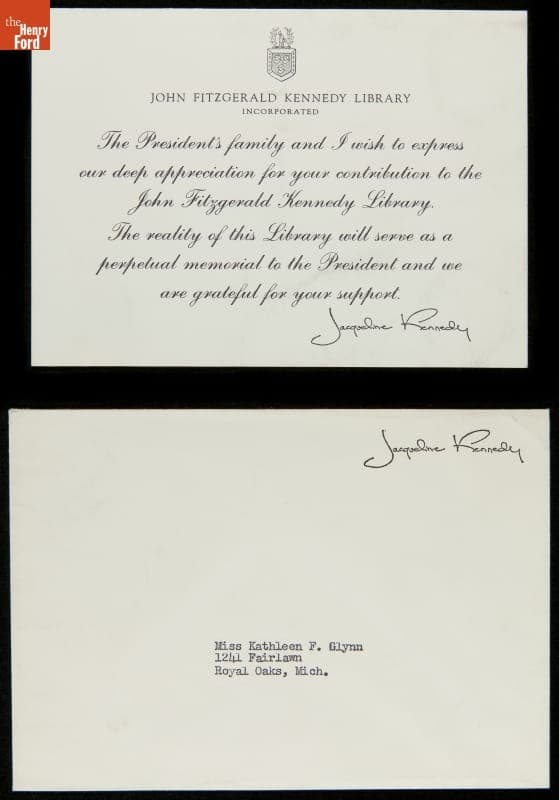 the
Henry
Ford
JOHN FITZGERALD KENNEDY LIBRARY
INCORPORATED
The President's family and I wish to express
our deep appreciation for your contribution to the
John Fitzgerald Kennedy Library.
The reality of this Library will serve as a
perpetual memorial to the President and we
are grateful for your support.
Jacqueline Kennedy
Jacqueline Kennedy
Miss Kathleen F. Glynn
1241 Fairlawn
Royal Oaks, Mich.